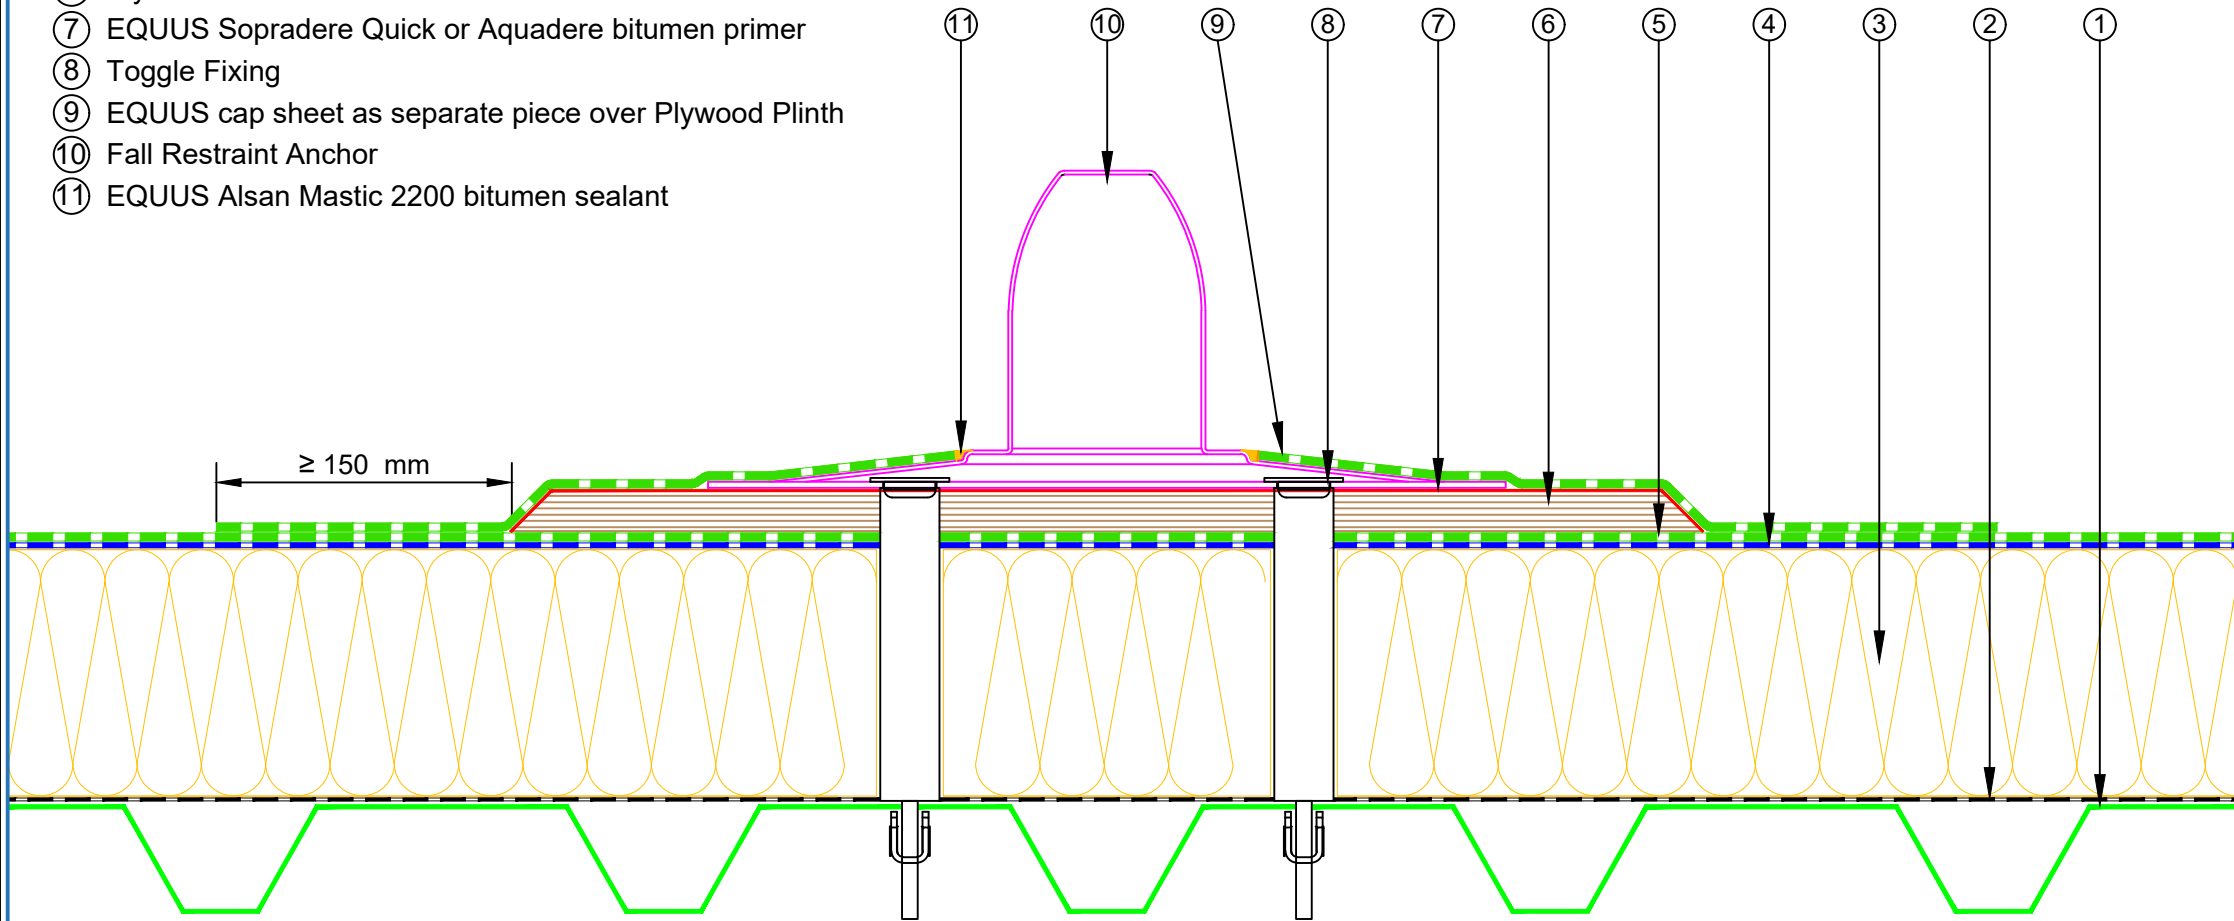 ⑦ EQUUS Sopradere Quick or Aquadere bitumen primer
⑧ Toggle Fixing
⑨ EQUUS cap sheet as separate piece over Plywood Plinth
⑩ Fall Restraint Anchor
⑪ EQUUS Alsan Mastic 2200 bitumen sealant
⑪ ⑩ ⑨ ⑧ ⑦ ⑥ ⑤ ④ ③ ② ①
≥ 150 mm